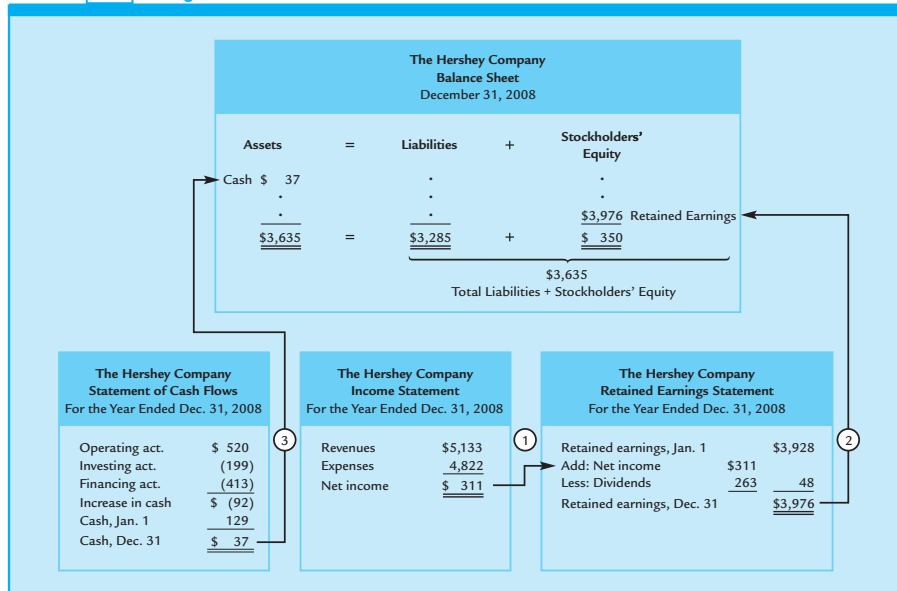 The Hershey Company
Balance Sheet
December 31, 2008
Assets = Liabilities + Stockholders'
Equity
Cash $ 37 . .
. . .
. . $3,976 Retained Earnings
$3,635 = $3,285 + $ 350
$3,635
Total Liabilities + Stockholders' Equity
The Hershey Company
Statement of Cash Flows
For the Year Ended Dec. 31, 2008
Operating act. $ 520
Investing act. (199)
Financing act. (413)
Increase in cash $ (92)
Cash, Jan. 1 129
Cash, Dec. 31 $ 37
3
The Hershey Company
Income Statement
For the Year Ended Dec. 31, 2008
Revenues $5,133
Expenses 4,822
Net income $ 311
1
The Hershey Company
Retained Earnings Statement
For the Year Ended Dec. 31, 2008
Retained earnings, Jan. 1 $3,928
Add: Net income $311
Less: Dividends 263 48
Retained earnings, Dec. 31 $3,976
2